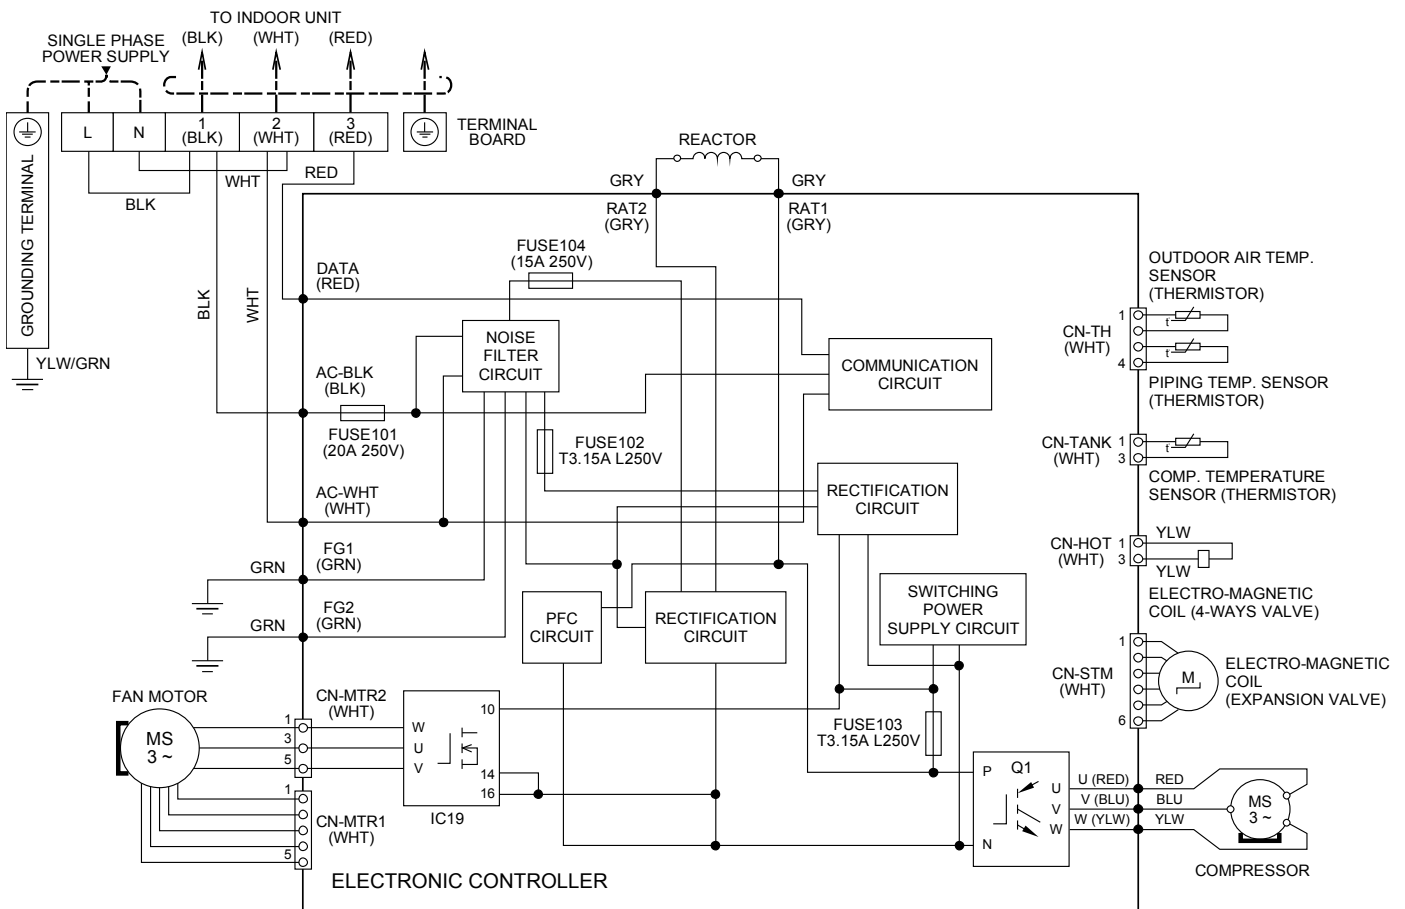 TO INDOOR UNIT
(BLK) (WHT) (RED)
SINGLE PHASE
POWER SUPPLY
L N 1 (BLK) 2 (WHT) 3 (RED)
TERMINAL
BOARD
GROUNDING TERMINAL
YLW/GRN
BLK
WHT
RED
BLK
WHT
REACTOR
GRY
GRY
RAT2
(GRY)
RAT1
(GRY)
FUSE104
(15A 250V)
DATA
(RED)
NOISE
FILTER
CIRCUIT
AC-BLK
(BLK)
FUSE101
(20A 250V)
COMMUNICATION
CIRCUIT
FUSE102
T3.15A L250V
AC-WHT
(WHT)
RECTIFICATION
CIRCUIT
FG1
(GRN)
GRN
FG2
(GRN)
GRN
PFC
CIRCUIT
RECTIFICATION
CIRCUIT
SWITCHING
POWER
SUPPLY CIRCUIT
FUSE103
T3.15A L250V
OUTDOOR AIR TEMP.
SENSOR
(THERMISTOR)
CN-TH
(WHT)
1
4
t
t
PIPING TEMP. SENSOR
(THERMISTOR)
CN-TANK
(WHT)
1
3
t
COMP. TEMPERATURE
SENSOR (THERMISTOR)
CN-HOT
(WHT)
1
3
YLW
YLW
ELECTRO-MAGNETIC
COIL (4-WAYS VALVE)
CN-STM
(WHT)
1
6
M
ELECTRO-MAGNETIC
COIL
(EXPANSION VALVE)
FAN MOTOR
MS
3 ~
CN-MTR2
(WHT)
1
3
5
W
U
V
10
14
16
IC19
CN-MTR1
(WHT)
1
5
P
N
Q1
U
V
W
U (RED)
V (BLU)
W (YLW)
RED
BLU
YLW
MS
3 ~
COMPRESSOR
ELECTRONIC CONTROLLER